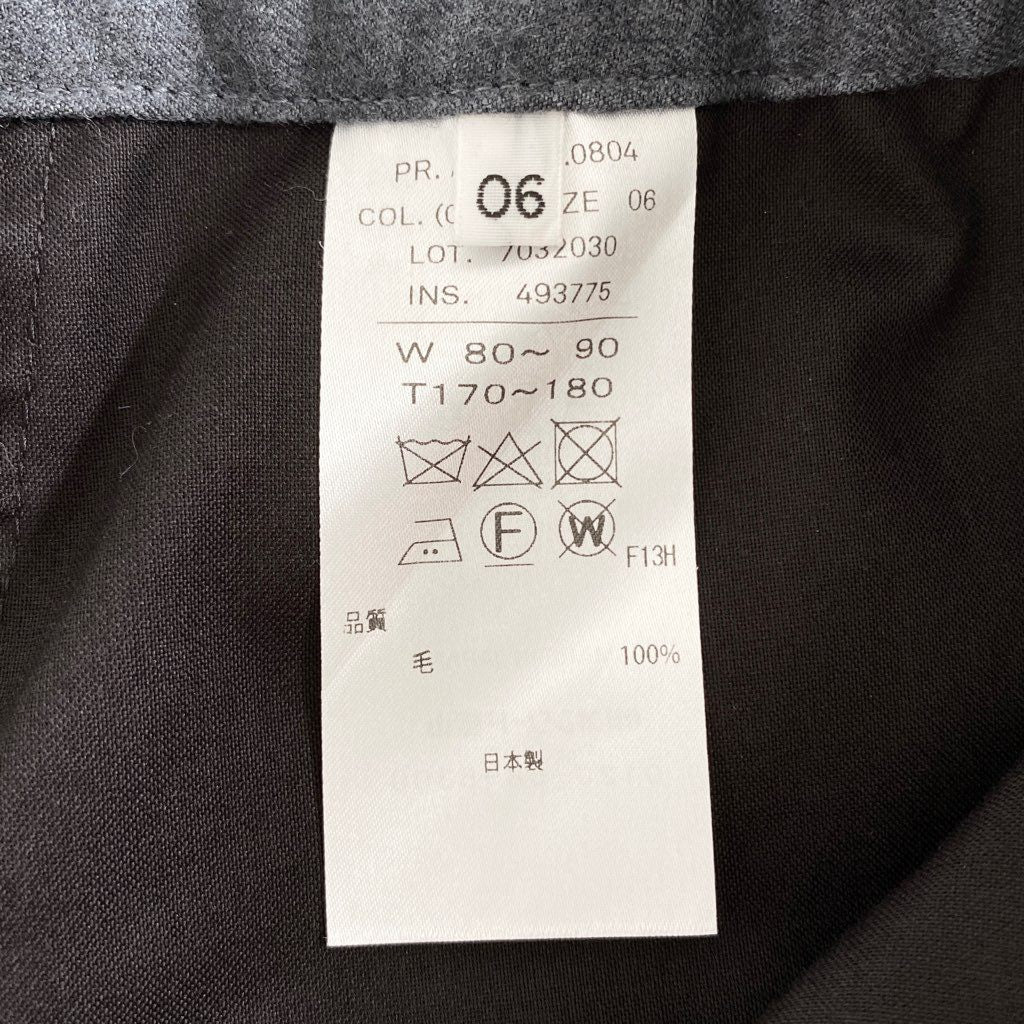 PR. .0804
06
COL. (0 ZE 06
LOT. 7032030
INS. 493775
W 80~ 90
T170~180
F
W
F13H
品質
毛 100%
日本製